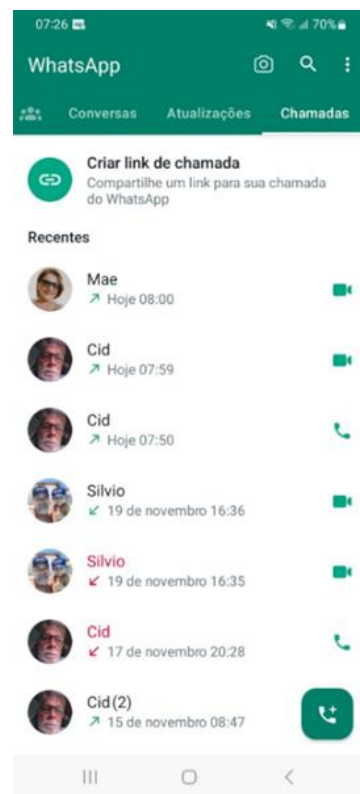 07:26 70%
WhatsApp
Conversas Atualizações Chamadas
Criar link de chamada
Compartilhe um link para sua chamada
do WhatsApp
Recentes
Mae
Hoje 08:00
Cid
Hoje 07:59
Cid
Hoje 07:50
Silvio
19 de novembro 16:36
Silvio
19 de novembro 16:35
Cid
17 de novembro 20:28
Cid (2)
15 de novembro 08:47